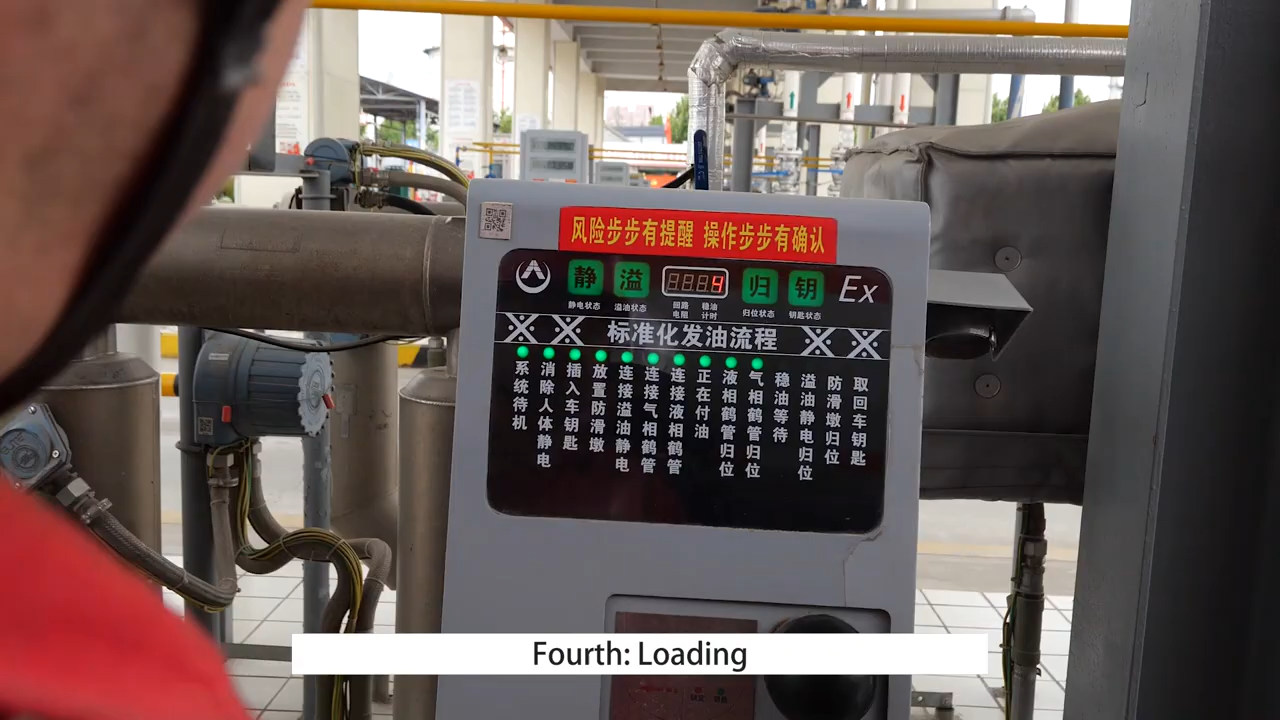 风险步步有提醒 操作步步有确认
静 溢 4 归 钥 Ex
静电状态 溢油状态 回路电阻 稳油计时 归位状态 钥匙状态
标准化发油流程
系统待机
消除人体静电
插入车钥匙
放置防滑墩
连接溢油静电
连接气相鹤管
连接液相鹤管
正在付油
液相鹤管归位
气相鹤管归位
稳油等待
溢油静电归位
防滑墩归位
取回车钥匙
Fourth: Loading